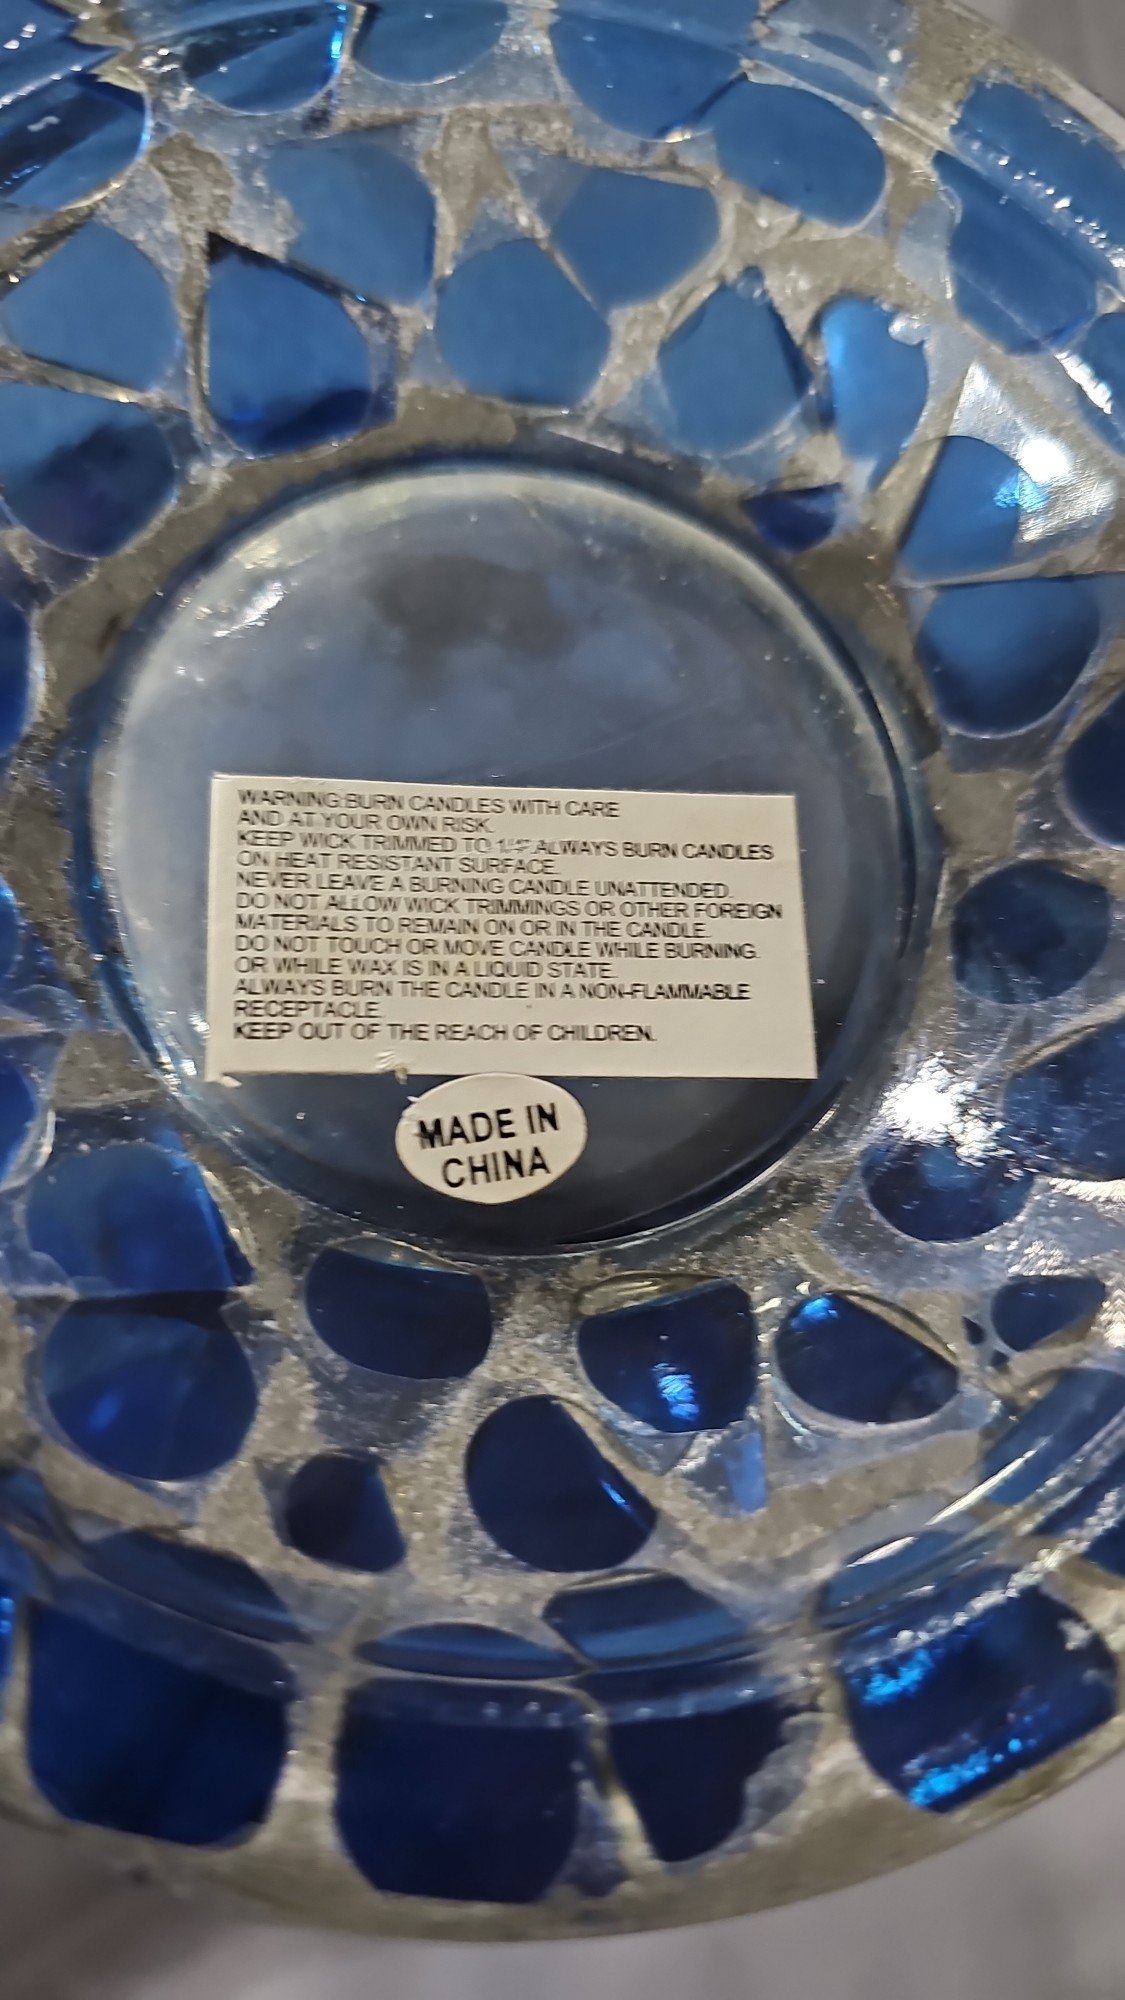 WARNING:BURN CANDLES WITH CARE
AND AT YOUR OWN RISK.
KEEP WICK TRIMMED TO ALWAYS BURN CANDLES
ON HEAT RESISTANT SURFACE.
NEVER LEAVE A BURNING CANDLE UNATTENDED.
DO NOT ALLOW WICK TRIMMINGS OR OTHER FOREIGN
MATERIALS TO REMAIN ON OR IN THE CANDLE.
DO NOT TOUCH OR MOVE CANDLE WHILE BURNING.
OR WHILE WAX IS IN A LIQUID STATE.
ALWAYS BURN THE CANDLE IN A NON-FLAMMABLE
RECEPTACLE.
KEEP OUT OF THE REACH OF CHILDREN.
MADE IN
CHINA